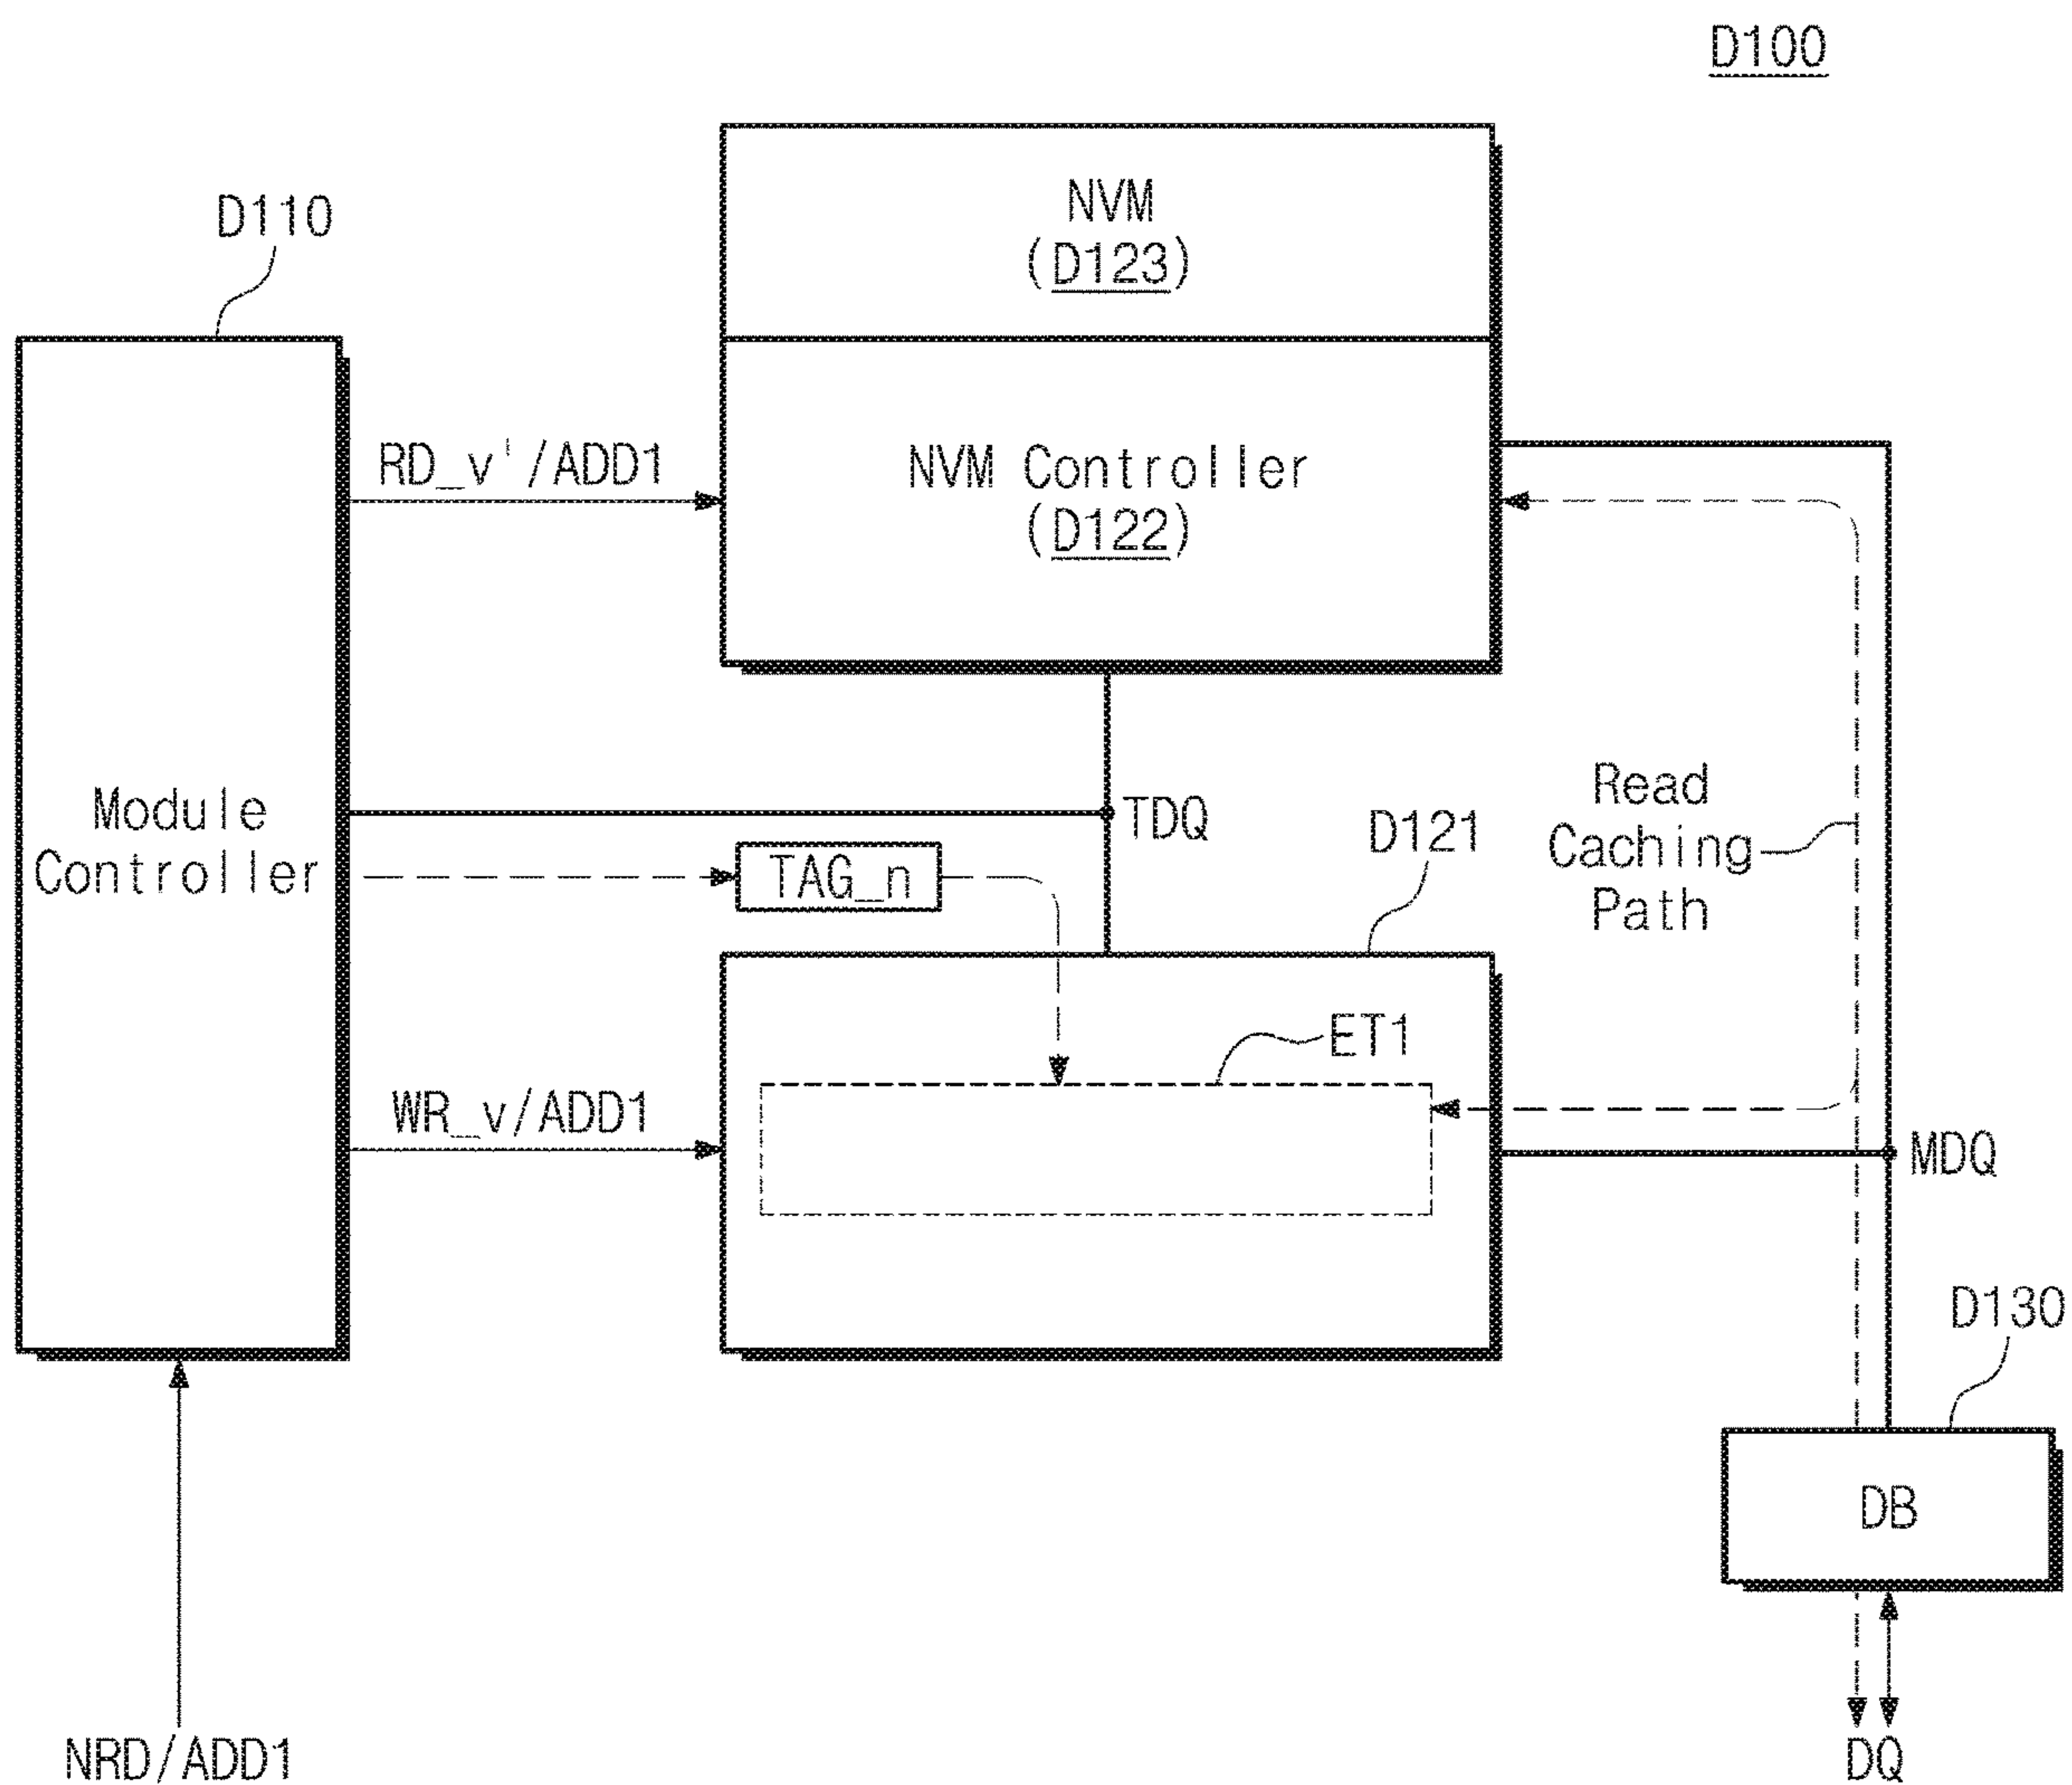 D100
D110
NVM
(D123)
RD_v'/ADD1
NVM Controller
(D122)
Module
Controller
TDQ
TAG_n
D121
Read
Caching
Path
ET1
WR_v/ADD1
MDQ
D130
DB
NRD/ADD1
DQ